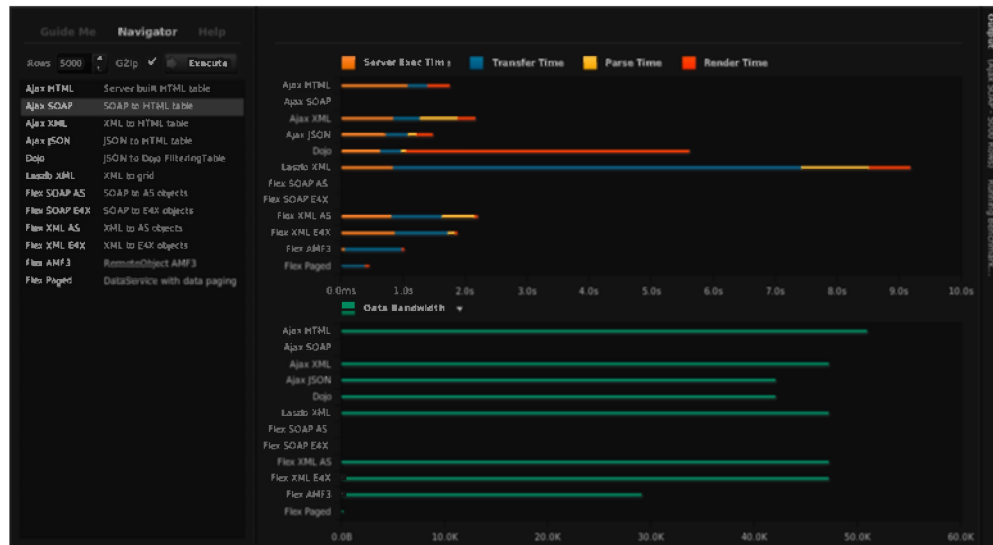 Guide Me Navigator Help
Rows 5000 GZip Execute
Ajax HTML Server built HTML table
Ajax SOAP SOAP to HTML table
Ajax XML XML to HTML table
Ajax JSON JSON to HTML table
Dojo JSON to Dojo FilteringTable
Laszlo XML XML to grid
Flex SOAP AS SOAP to AS objects
Flex SOAP E4X SOAP to E4X objects
Flex XML AS XML to AS objects
Flex XML E4X XML to E4X objects
Flex AMF3 RemoteObject AMF3
Flex Paged DataService with data paging
Server Exec Time Transfer Time Parse Time Render Time
Ajax HTML
Ajax SOAP
Ajax XML
Ajax JSON
Dojo
Laszlo XML
Flex SOAP AS
Flex SOAP E4X
Flex XML AS
Flex XML E4X
Flex AMF3
Flex Paged
0.0ms 1.0s 2.0s 3.0s 4.0s 5.0s 6.0s 7.0s 8.0s 9.0s 10.0s
Data Bandwidth
Ajax HTML
Ajax SOAP
Ajax XML
Ajax JSON
Dojo
Laszlo XML
Flex SOAP AS
Flex SOAP E4X
Flex XML AS
Flex XML E4X
Flex AMF3
Flex Paged
0.0B 10.0K 20.0K 30.0K 40.0K 50.0K 60.0K
Output